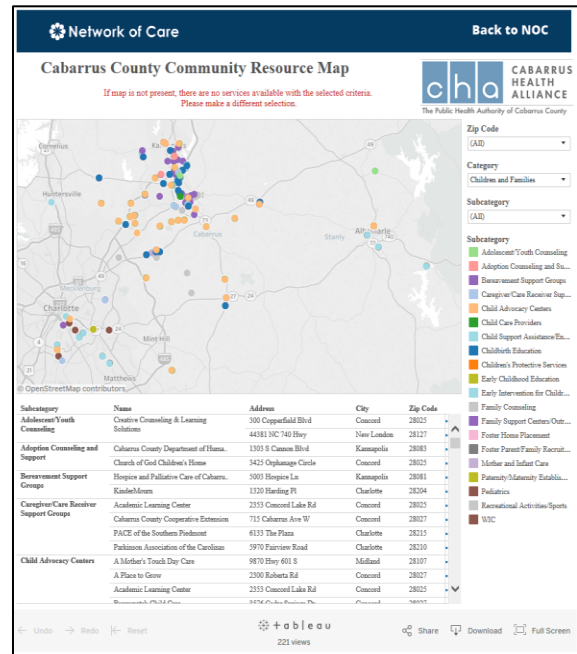 Network of Care
Back to NOC
Cabarrus County Community Resource Map
If map is not present, there are no services available with the selected criteria.
Please make a different selection.
cha
CABARRUS
HEALTH
ALLIANCE
The Public Health Authority of Cabarrus County
Zip Code
(All)
Category
Children and Families
Subcategory
(All)
Subcategory
Adolescent/Youth Counseling
Adoption Counseling and Su...
Bereavement Support Groups
Caregiver/Care Receiver Sup...
Child Advocacy Centers
Child Care Providers
Child Support Assistance/En...
Childbirth Education
Children's Protective Services
Early Childhood Education
Early Intervention for Childr...
Family Counseling
Family Support Centers/Outr...
Foster Home Placement
Foster Parent/Family Recruit...
Mother and Infant Care
Paternity/Maternity Establis...
Pediatrics
Recreational Activities/Sports
WIC
Cornelius
Huntersville
Cabarrus
Stanly
Mecklenburg
Charlotte
Mint Hill
Matthews
© OpenStreetMap contributors
Subcategory Name Address City Zip Code
Adolescent/Youth Counseling Creative Counseling & Learning Solutions 300 Copperfield Blvd Concord 28025
44381 NC 740 Hwy New London 28127
Adoption Counseling and Support Cabarrus County Department of Huma.. 1303 S Cannon Blvd Kannapolis 28083
Church of God Children's Home 3425 Orphanage Circle Concord 28025
Bereavement Support Groups Hospice and Palliative Care of Cabarru.. 5003 Hospice Ln Kannapolis 28081
KinderMourn 1320 Harding Pl Charlotte 28204
Caregiver/Care Receiver Support Groups Academic Learning Center 2353 Concord Lake Rd Concord 28025
Cabarrus County Cooperative Extension 715 Cabarrus Ave W Concord 28027
PACE of the Southern Piedmont 6133 The Plaza Charlotte 28215
Parkinson Association of the Carolinas 5970 Fairview Road Charlotte 28210
Child Advocacy Centers A Mother's Touch Day Care 9870 Hwy 601 S Midland 28107
A Place to Grow 2300 Roberta Rd Concord 28027
Academic Learning Center 2353 Concord Lake Rd Concord 28025
Undo
Redo
Reset
+ a b l e a u
221 views
Share
Download
Full Screen